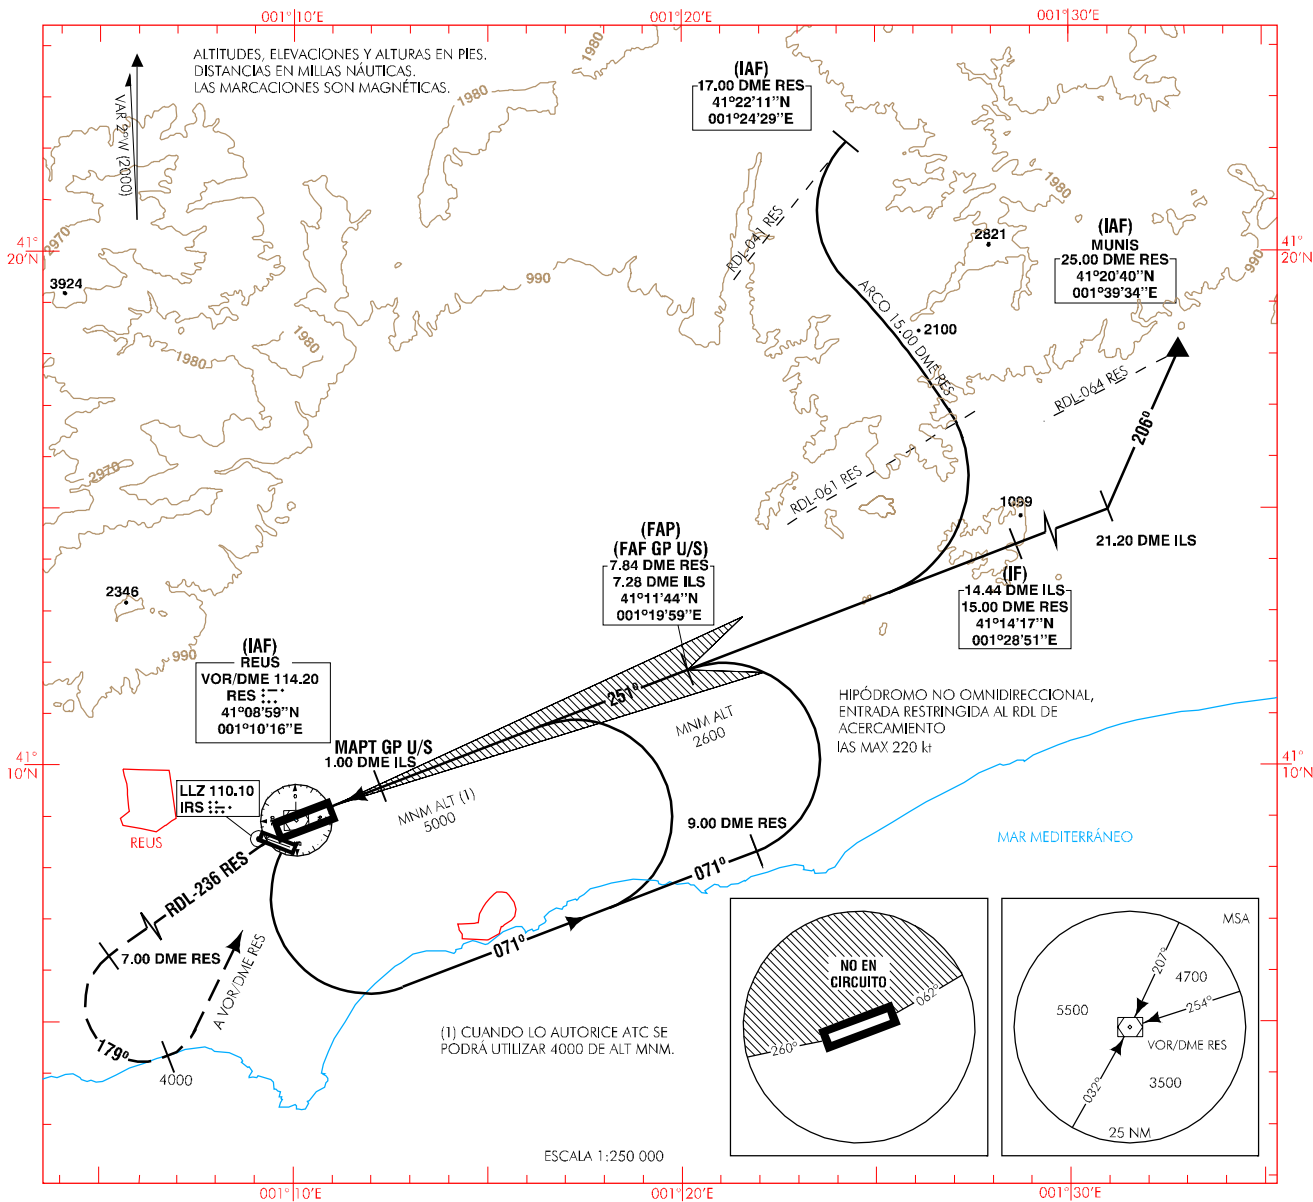 001°10'E
001°20'E
001°30'E
ALTITUDES, ELEVACIONES Y ALTURAS EN PIES.
DISTANCIAS EN MILLAS NÁUTICAS.
LAS MARCACIONES SON MAGNÉTICAS.
VAR 2°W (2000)
1980
1980
(IAF)
17.00 DME RES
41°22'11''N
001°24'29''E
1980
1980
2970
41°
20'N
3924
990
RDL-041 RES
2821
(IAF)
MUNIS
25.00 DME RES
41°20'40''N
001°39'34''E
990
41°
20'N
ARCO 15.00 DME RES
2100
1980
1980
RDL-064 RES
206º
2970
RDL-061 RES
1099
21.20 DME ILS
(FAP)
(FAF GP U/S)
7.84 DME RES
7.28 DME ILS
41°11'44''N
001°19'59''E
(IF)
14.44 DME ILS
15.00 DME RES
41°14'17''N
001°28'51''E
2346
990
(IAF)
REUS
VOR/DME 114.20
RES
41°08'59''N
001°10'16''E
251º
MNM ALT
2600
HIPÓDROMO NO OMNIDIRECCIONAL,
ENTRADA RESTRINGIDA AL RDL DE
ACERCAMIENTO
IAS MAX 220 kt
MAPT GP U/S
1.00 DME ILS
41°
10'N
41°
10'N
LLZ 110.10
IRS
MNM ALT (1)
5000
REUS
9.00 DME RES
MAR MEDITERRÁNEO
071º
RDL-236 RES
071º
7.00 DME RES
A VOR/DME RES
179º
4000
(1) CUANDO LO AUTORICE ATC SE
PODRÁ UTILIZAR 4000 DE ALT MNM.
NO EN
CIRCUITO
062°
260°
MSA
207°
4700
5500
254°
VOR/DME RES
032°
3500
25 NM
ESCALA 1:250 000
001°10'E
001°20'E
001°30'E